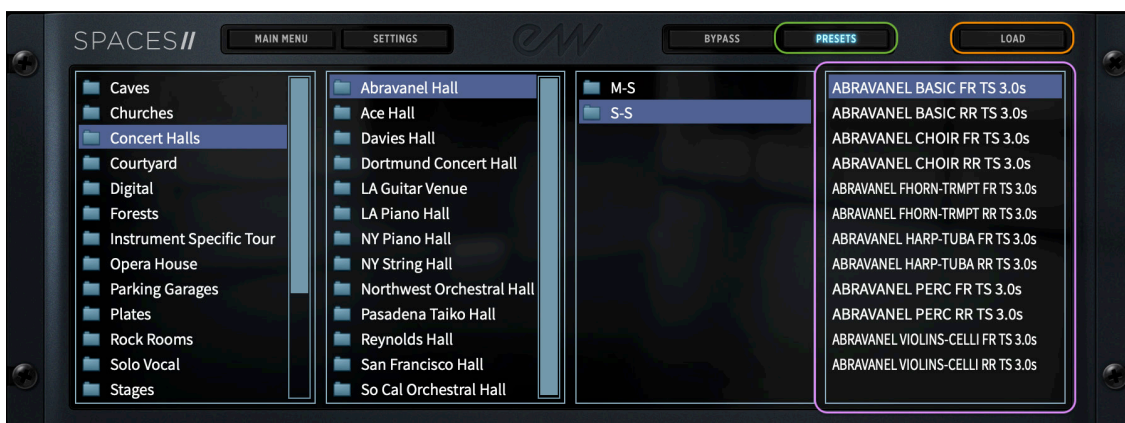 SPACES II
MAIN MENU
SETTINGS
EW
BYPASS
PRESETS
LOAD
Caves
Churches
Concert Halls
Courtyard
Digital
Forests
Instrument Specific Tour
Opera House
Parking Garages
Plates
Rock Rooms
Solo Vocal
Stages
Abravanel Hall
Ace Hall
Davies Hall
Dortmund Concert Hall
LA Guitar Venue
LA Piano Hall
NY Piano Hall
NY String Hall
Northwest Orchestral Hall
Pasadena Taiko Hall
Reynolds Hall
San Francisco Hall
So Cal Orchestral Hall
M-S
S-S
ABRAVANEL BASIC FR TS 3.0s
ABRAVANEL BASIC RR TS 3.0s
ABRAVANEL CHOIR FR TS 3.0s
ABRAVANEL CHOIR RR TS 3.0s
ABRAVANEL FHORN-TRMPT FR TS 3.0s
ABRAVANEL FHORN-TRMPT RR TS 3.0s
ABRAVANEL HARP-TUBA FR TS 3.0s
ABRAVANEL HARP-TUBA RR TS 3.0s
ABRAVANEL PERC FR TS 3.0s
ABRAVANEL PERC RR TS 3.0s
ABRAVANEL VIOLINS-CELLI FR TS 3.0s
ABRAVANEL VIOLINS-CELLI RR TS 3.0s